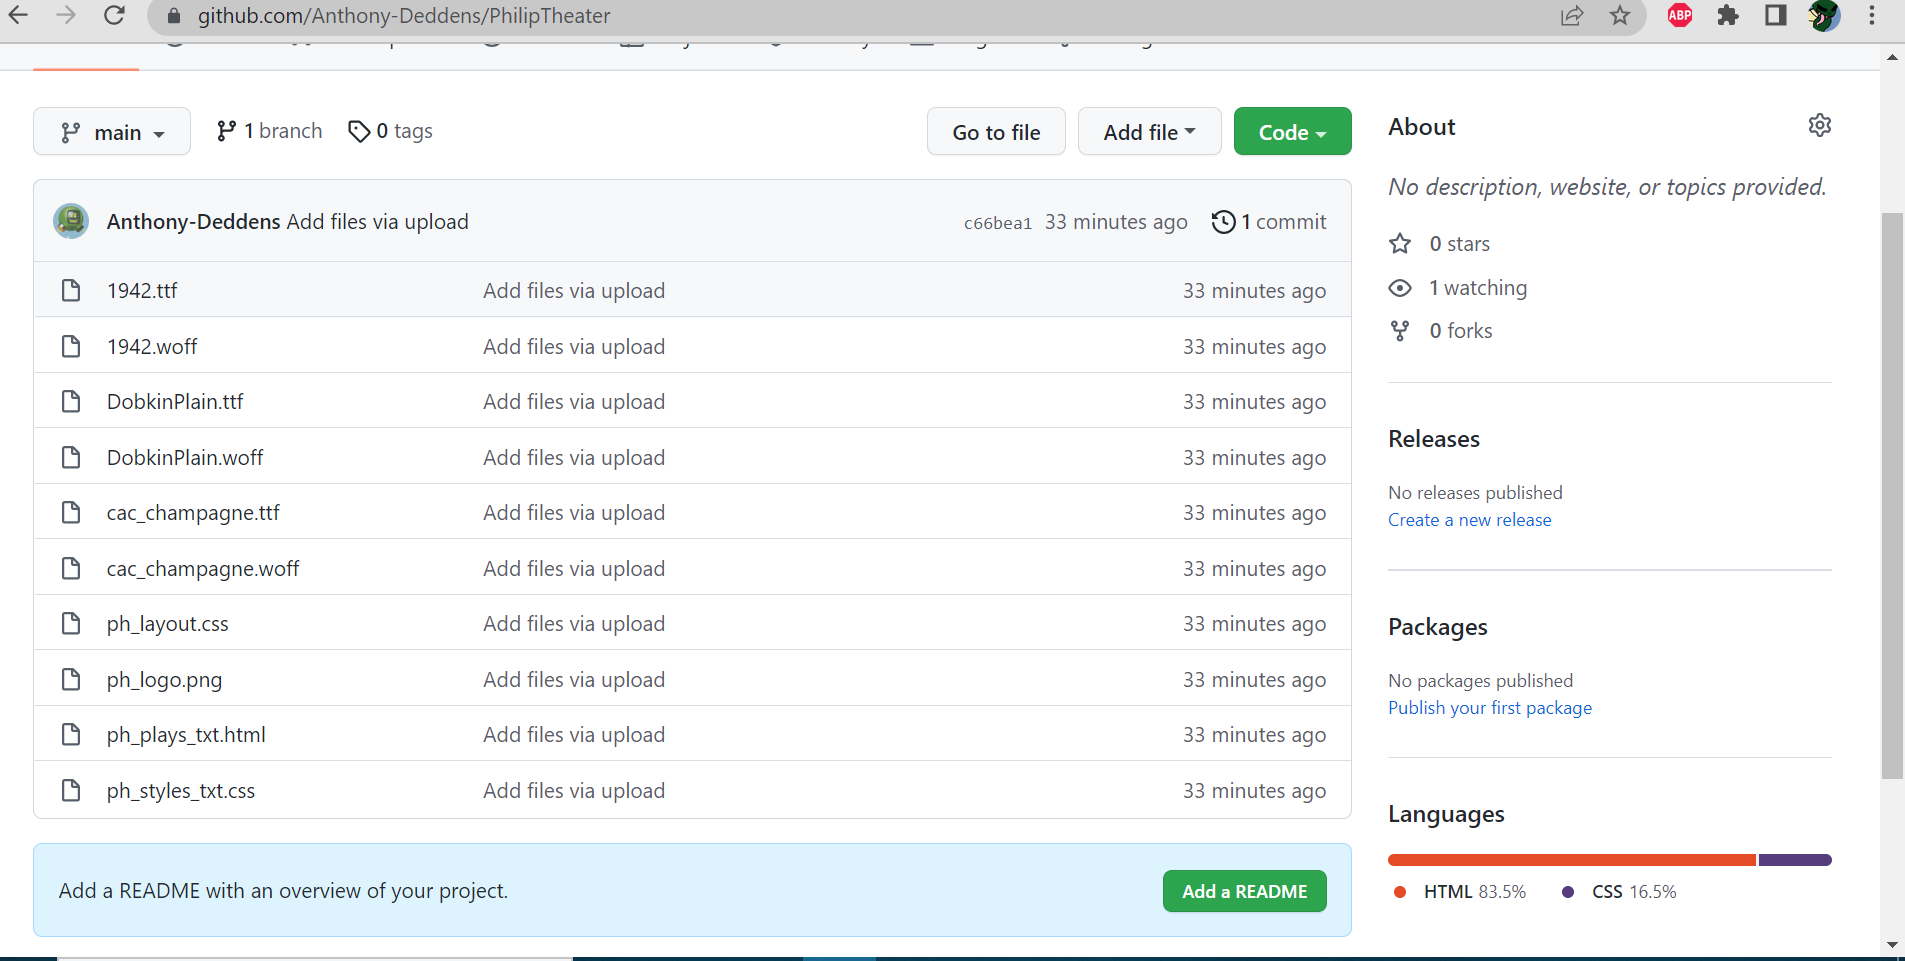 github.com/Anthony-Deddens/PhilipTheater
ABP
main
1 branch
0 tags
Go to file
Add file
Code
Anthony-Deddens Add files via upload
c66bea1 33 minutes ago
1 commit
1942.ttf Add files via upload 33 minutes ago
1942.woff Add files via upload 33 minutes ago
DobkinPlain.ttf Add files via upload 33 minutes ago
DobkinPlain.woff Add files via upload 33 minutes ago
cac_champagne.ttf Add files via upload 33 minutes ago
cac_champagne.woff Add files via upload 33 minutes ago
ph_layout.css Add files via upload 33 minutes ago
ph_logo.png Add files via upload 33 minutes ago
ph_plays_txt.html Add files via upload 33 minutes ago
ph_styles_txt.css Add files via upload 33 minutes ago
Add a README with an overview of your project.
Add a README
About
No description, website, or topics provided.
0 stars
1 watching
0 forks
Releases
No releases published
Create a new release
Packages
No packages published
Publish your first package
Languages
HTML 83.5%
CSS 16.5%